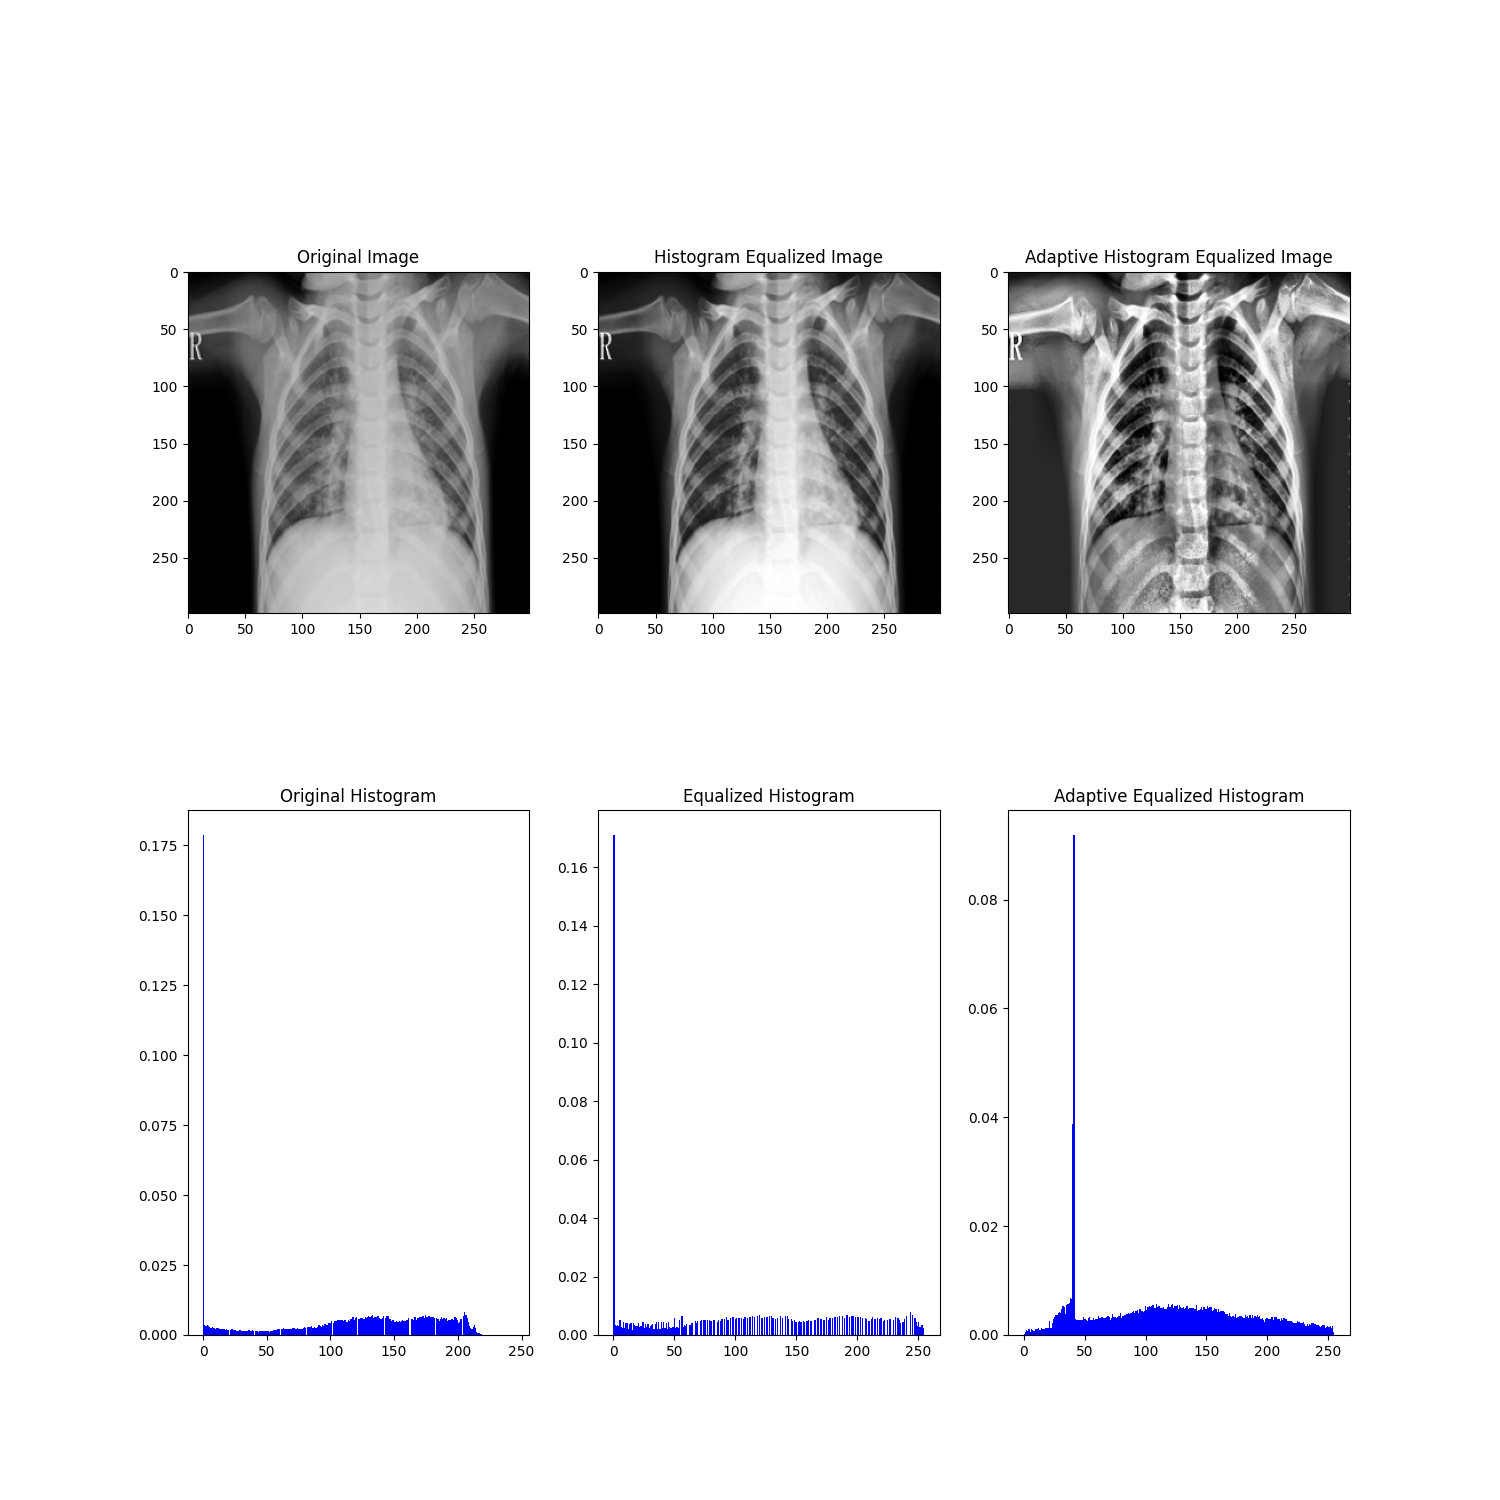 Original Image
0
50
100
150
200
250
R
0 50 100 150 200 250
Histogram Equalized Image
0
50
100
150
200
250
R
0 50 100 150 200 250
Adaptive Histogram Equalized Image
0
50
100
150
200
250
R
0 50 100 150 200 250
Original Histogram
0.175
0.150
0.125
0.100
0.075
0.050
0.025
0.000
0 50 100 150 200 250
Equalized Histogram
0.16
0.14
0.12
0.10
0.08
0.06
0.04
0.02
0.00
0 50 100 150 200 250
Adaptive Equalized Histogram
0.08
0.06
0.04
0.02
0.00
0 50 100 150 200 250